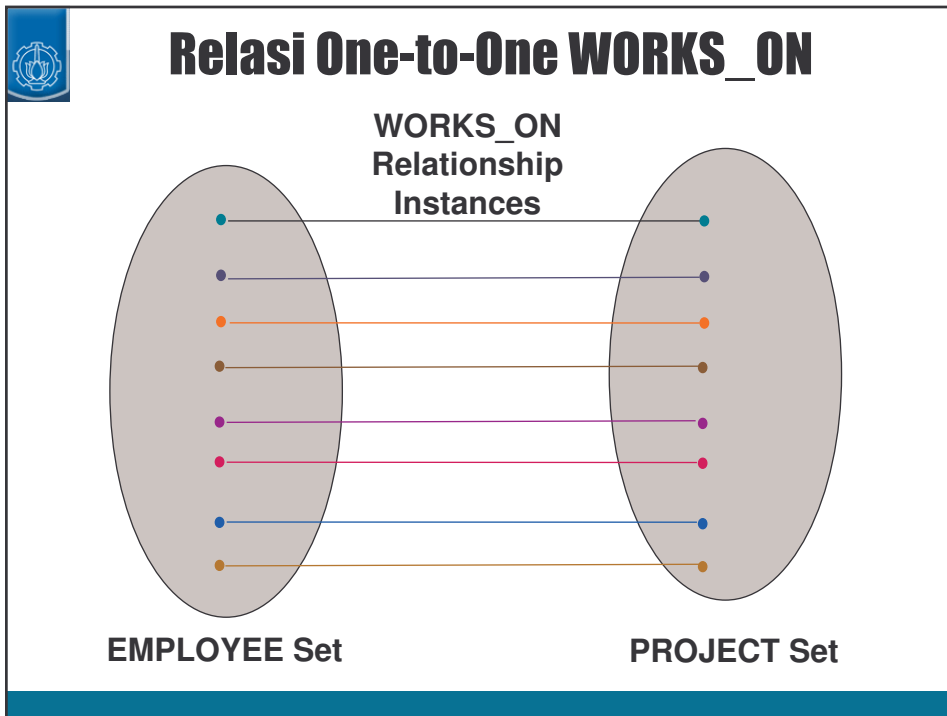 Relasi One-to-One WORKS_ON
WORKS_ON
Relationship
Instances
EMPLOYEE Set
PROJECT Set